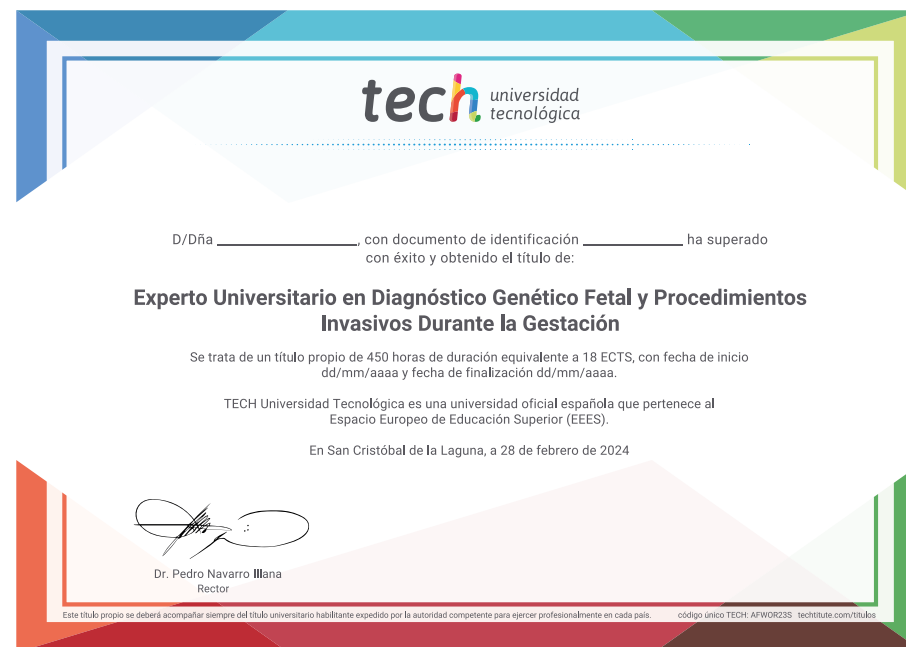 tech universidad
tecnológica
D/Dña ______________, con documento de identificación __________ ha superado
con éxito y obtenido el título de:
Experto Universitario en Diagnóstico Genético Fetal y Procedimientos
Invasivos Durante la Gestación
Se trata de un título propio de 450 horas de duración equivalente a 18 ECTS, con fecha de inicio
dd/mm/aaaa y fecha de finalización dd/mm/aaaa.
TECH Universidad Tecnológica es una universidad oficial española que pertenece al
Espacio Europeo de Educación Superior (EEES).
En San Cristóbal de la Laguna, a 28 de febrero de 2024
Dr. Pedro Navarro Illana
Rector
Este título propio se deberá acompañar siempre del título universitario habilitante expedido por la autoridad competente para ejercer profesionalmente en cada país. código único TECH: AFWOR23S techtitute.com/titulos